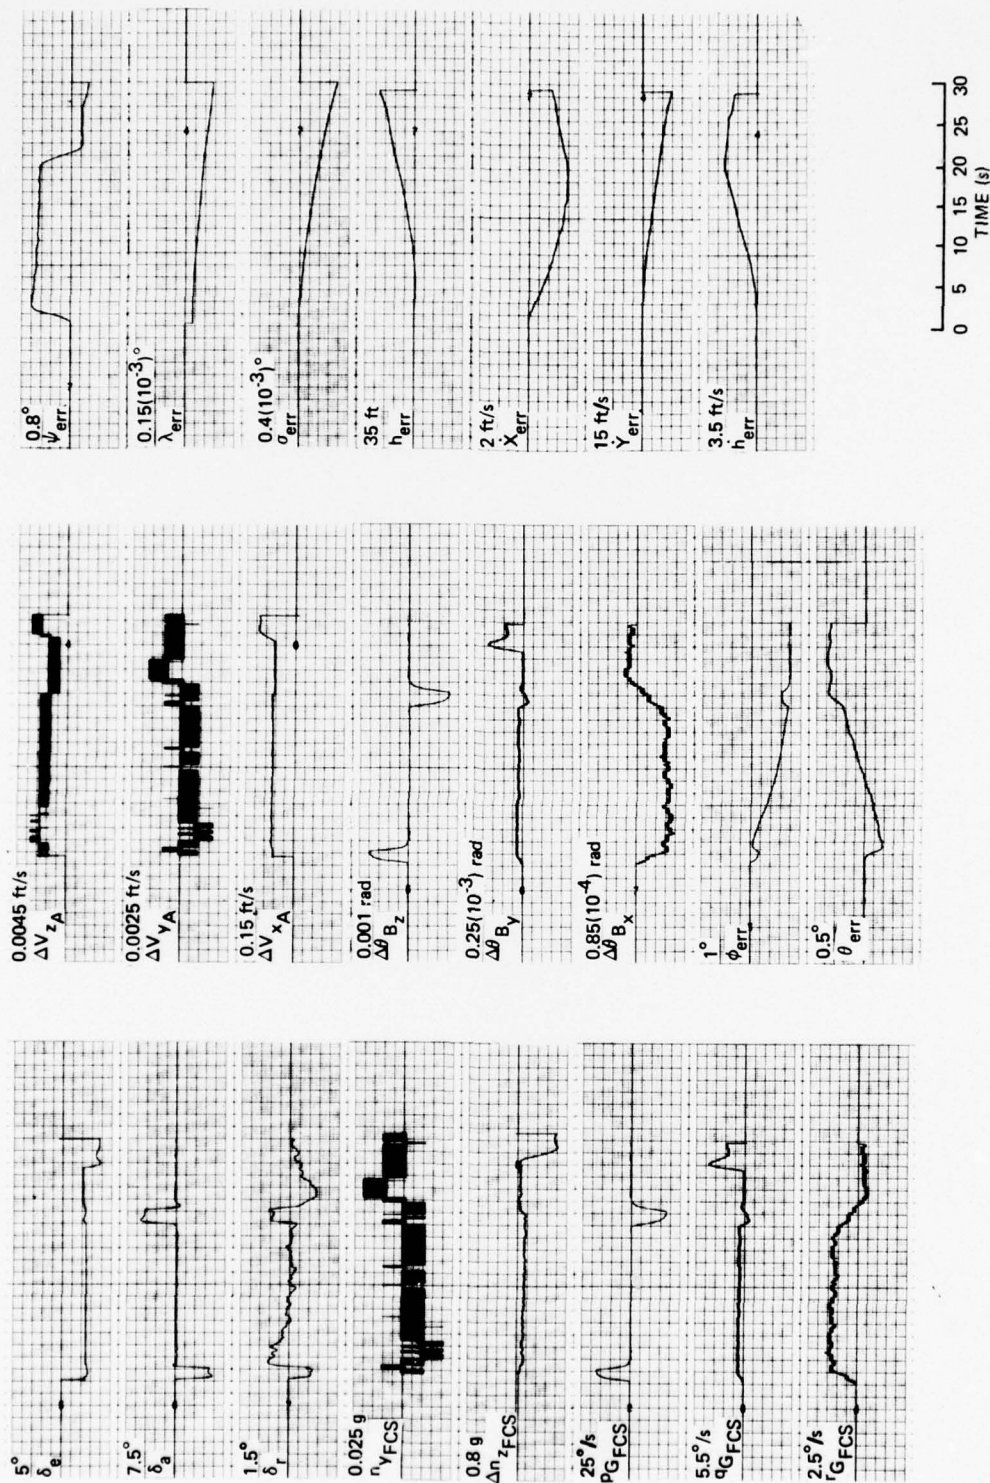 0.8°
ψerr
0.15(10-3)°
λerr
0.4(10-3)°
σerr
35 ft
herr
2 ft/s
Ẋerr
15 ft/s
Ẏerr
3.5 ft/s
ḣerr
0 5 10 15 20 25 30
TIME (s)
0.0045 ft/s
ΔVzA
0.0025 ft/s
ΔVyA
0.15 ft/s
ΔVxA
0.001 rad
ΔθBz
0.25(10-3) rad
ΔθBy
0.85(10-4) rad
ΔθBx
1°
φerr
0.5°
θerr
5°
δe
7.5°
δa
1.5°
δr
0.025 g
nyFCS
0.8 g
ΔnzFCS
25°/s
pGFCS
5.5°/s
qGFCS
2.5°/s
rGFCS